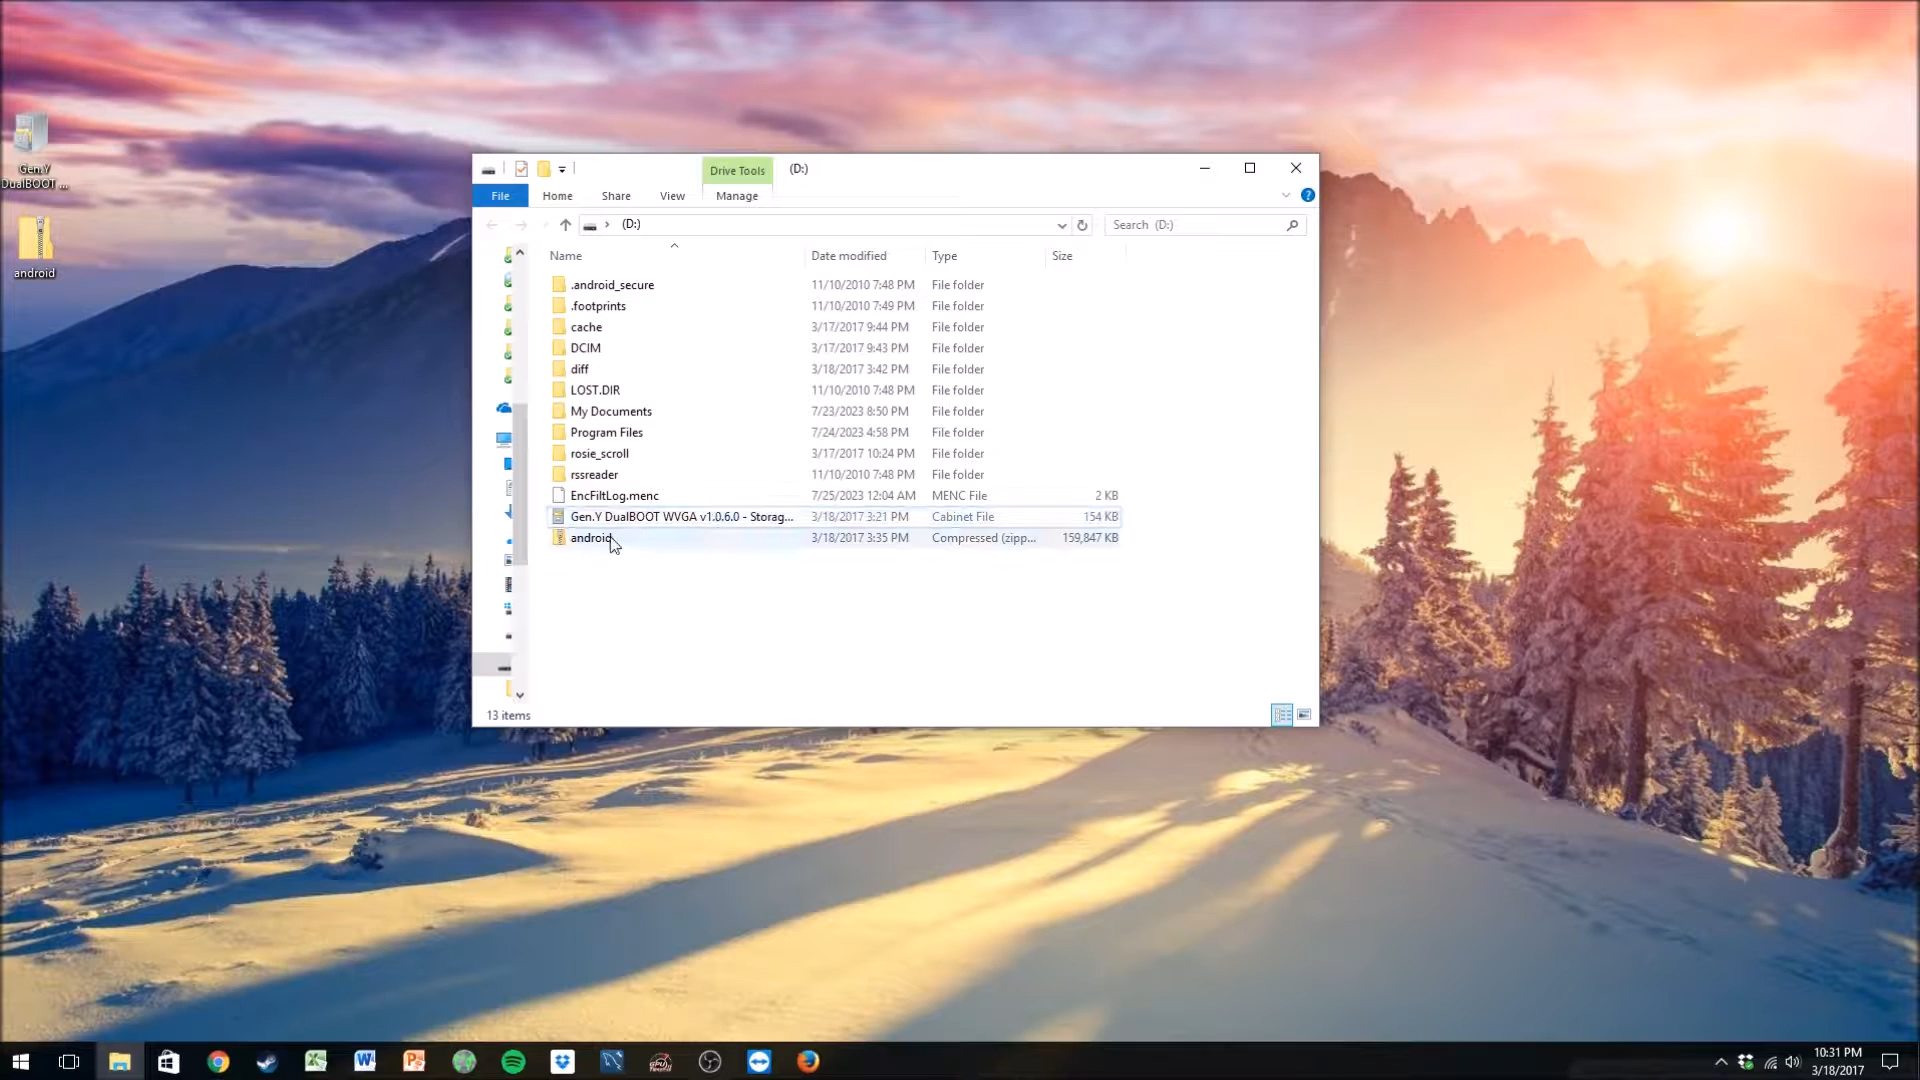 Gen.Y
DualBOOT ...
android
Drive Tools
(D:)
File
Home
Share
View
Manage
(D:)
Search (D:)
Name
Date modified
Type
Size
.android_secure 11/10/2010 7:48 PM File folder
.footprints 11/10/2010 7:49 PM File folder
cache 3/17/2017 9:44 PM File folder
DCIM 3/17/2017 9:43 PM File folder
diff 3/18/2017 3:42 PM File folder
LOST.DIR 11/10/2010 7:48 PM File folder
My Documents 7/23/2023 8:50 PM File folder
Program Files 7/24/2023 4:58 PM File folder
rosie_scroll 3/17/2017 10:24 PM File folder
rssreader 11/10/2010 7:48 PM File folder
EncFiltLog.menc 7/25/2023 12:04 AM MENC File 2 KB
Gen.Y DualBOOT WVGA v1.0.6.0 - Storag... 3/18/2017 3:21 PM Cabinet File 154 KB
android 3/18/2017 3:35 PM Compressed (zipp... 159,847 KB
13 items
10:31 PM
3/18/2017